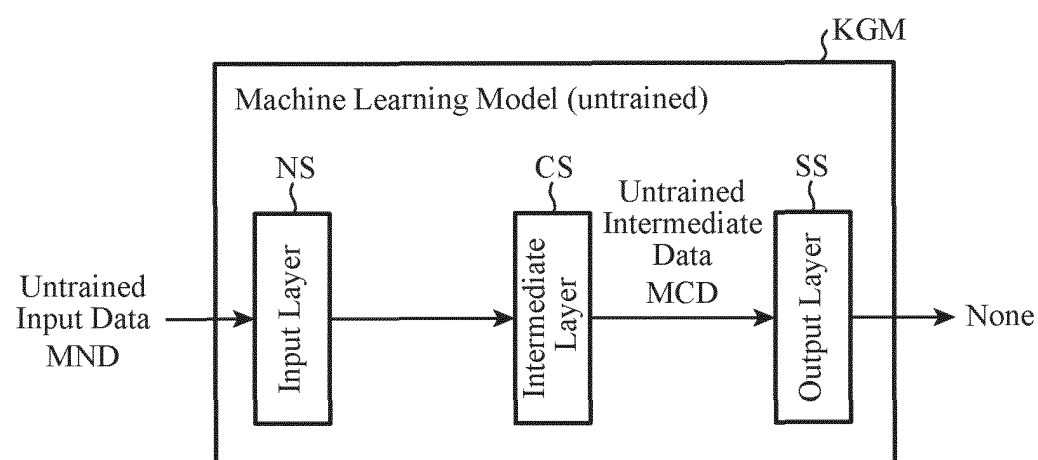 KGM
Machine Learning Model (untrained)
NS
CS
SS
Untrained
Intermediate
Data
MCD
Untrained
Input Data
MND
Input Layer
Intermediate
Layer
Output Layer
None